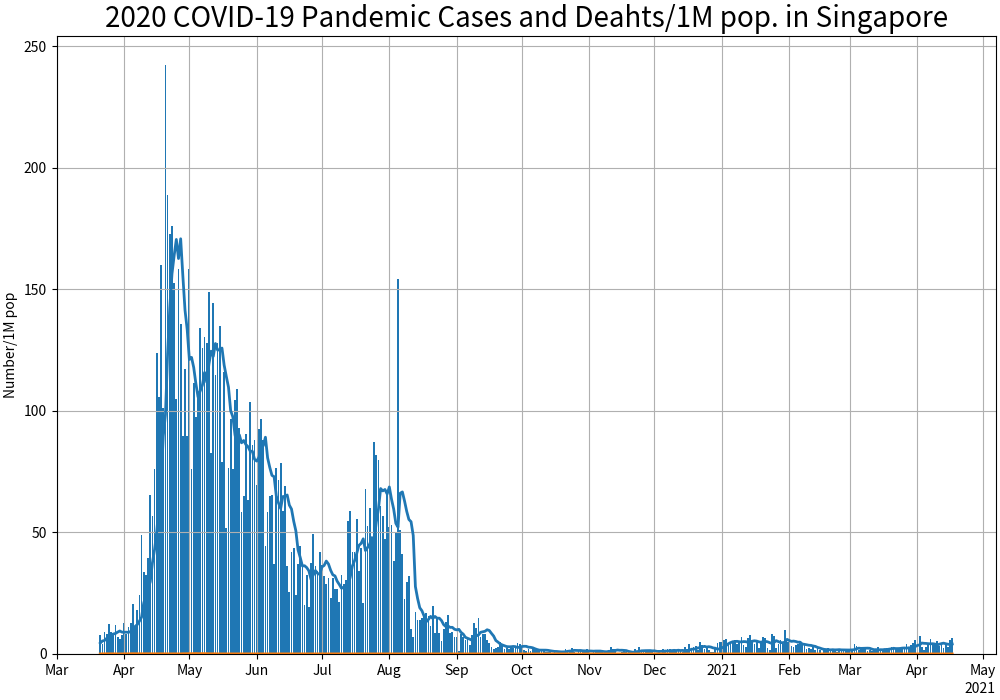 2020 COVID-19 Pandemic Cases and Deahts/1M pop. in Singapore
250
200
150
100
50
0
Number/1M pop
Mar Apr May Jun Jul Aug Sep Oct Nov Dec 2021 Feb Mar Apr May
2021